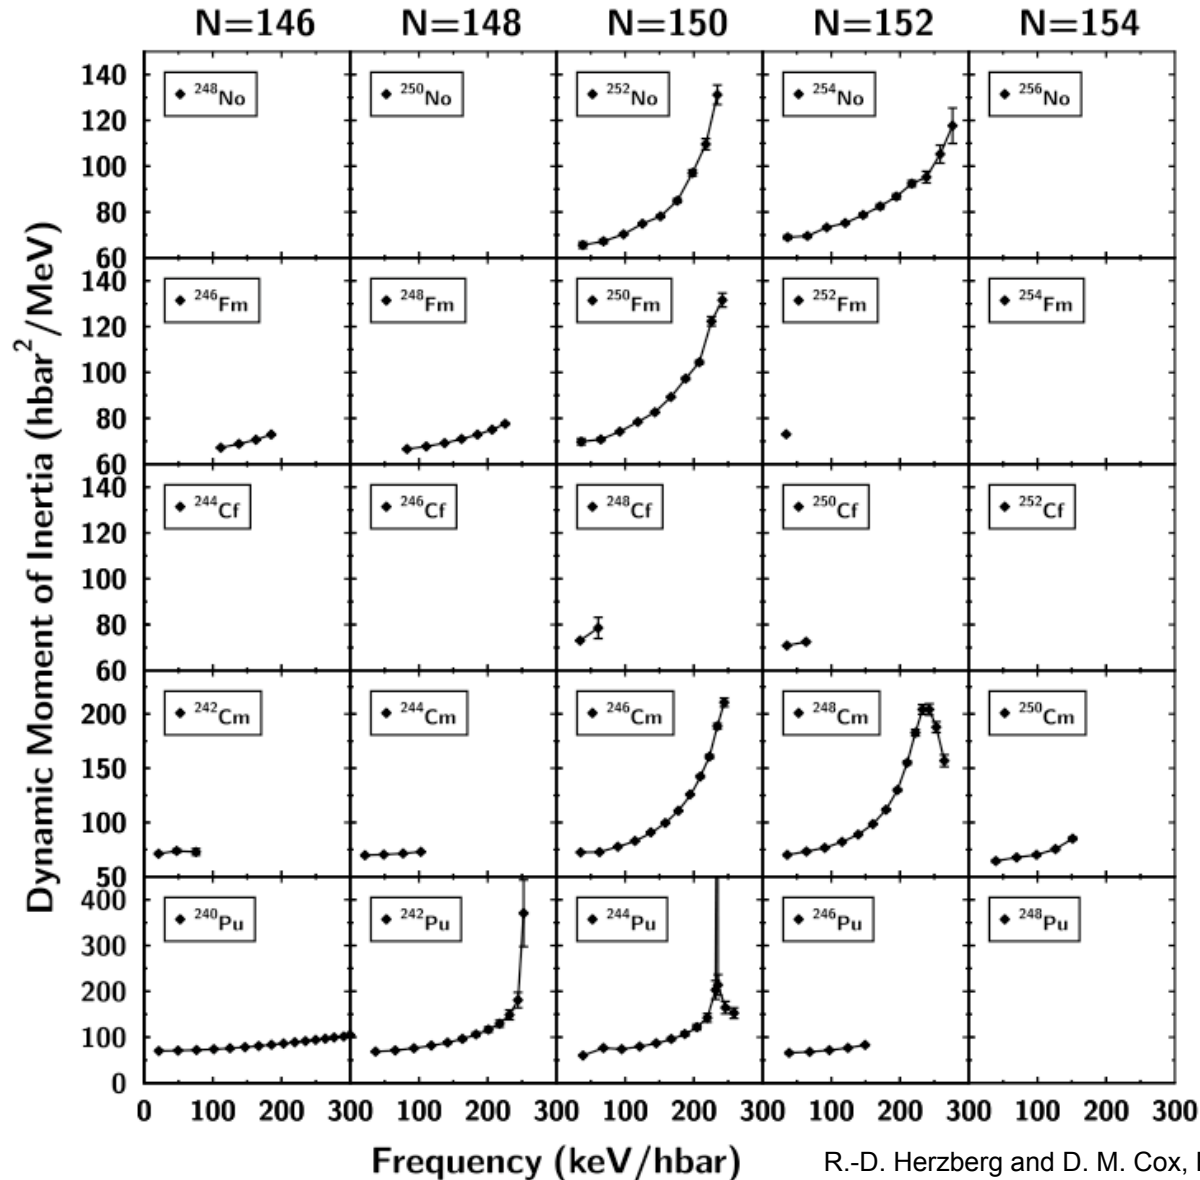 N=146 N=148 N=150 N=152 N=154
Dynamic Moment of Inertia (hbar²/MeV)
140
120
100
80
60
²⁴⁸No ²⁵⁰No ²⁵²No ²⁵⁴No ²⁵⁶No
140
120
100
80
60
²⁴⁶Fm ²⁴⁸Fm ²⁵⁰Fm ²⁵²Fm ²⁵⁴Fm
140
120
100
80
60
²⁴⁴Cf ²⁴⁶Cf ²⁴⁸Cf ²⁵⁰Cf ²⁵²Cf
200
150
100
50
²⁴²Cm ²⁴⁴Cm ²⁴⁶Cm ²⁴⁸Cm ²⁵⁰Cm
400
300
200
100
0
²⁴⁰Pu ²⁴²Pu ²⁴⁴Pu ²⁴⁶Pu ²⁴⁸Pu
0 100 200 300 100 200 300 100 200 300 100 200 300 100 200 300
Frequency (keV/hbar)
R.-D. Herzberg and D. M. Cox,